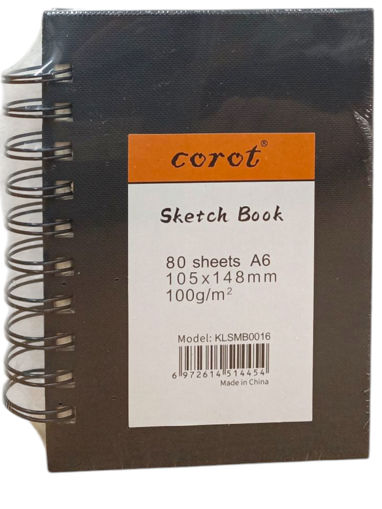 corot®
Sketch Book
80 sheets A6
105x148mm
100g/m²
Model: KLSMB0016
6 972614 514454
Made in China